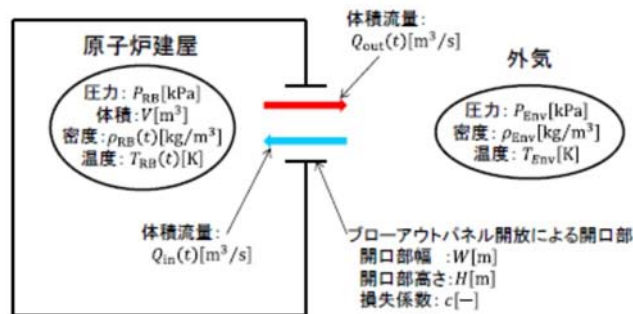 原子炉建屋
圧力: P_RB[kPa]
体積: V[m³]
密度: ρ_RB(t)[kg/m³]
温度: T_RB(t)[K]
体積流量:
Q_out(t)[m³/s]
外気
圧力: P_Env[kPa]
密度: ρ_Env[kg/m³]
温度: T_Env[K]
体積流量:
Q_in(t)[m³/s]
ブローアウトパネル開放による開口部
開口部幅 :W[m]
開口部高さ:H[m]
損失係数:c[−]